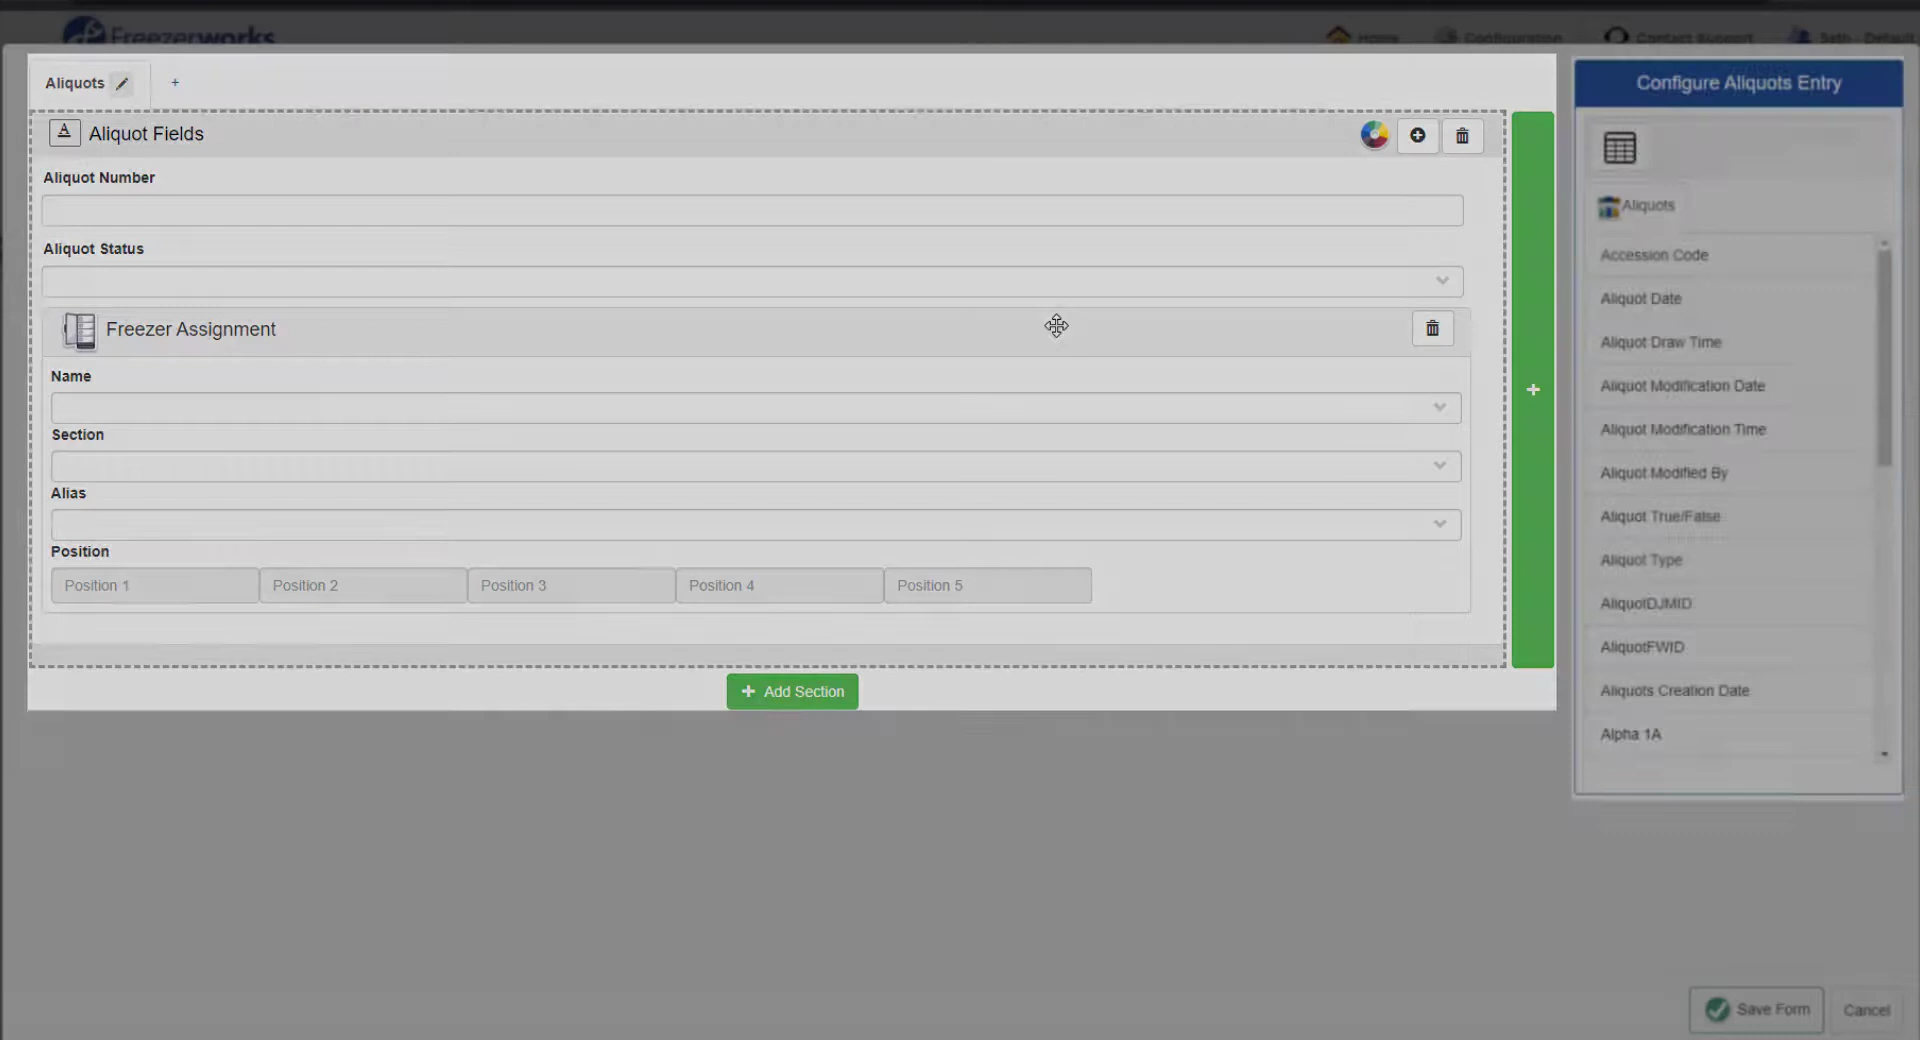 Freezerworks
Home
Configuration
Contact Support
Seth - Default
Aliquots
+
Configure Aliquots Entry
A Aliquot Fields
Aliquot Number
Aliquot Status
Freezer Assignment
Name
Section
Alias
Position
Position 1
Position 2
Position 3
Position 4
Position 5
+
+ Add Section
Aliquots
Accession Code
Aliquot Date
Aliquot Draw Time
Aliquot Modification Date
Aliquot Modification Time
Aliquot Modified By
Aliquot True/False
Aliquot Type
AliquotDJMID
AliquotFWID
Aliquots Creation Date
Alpha 1A
Save Form
Cancel